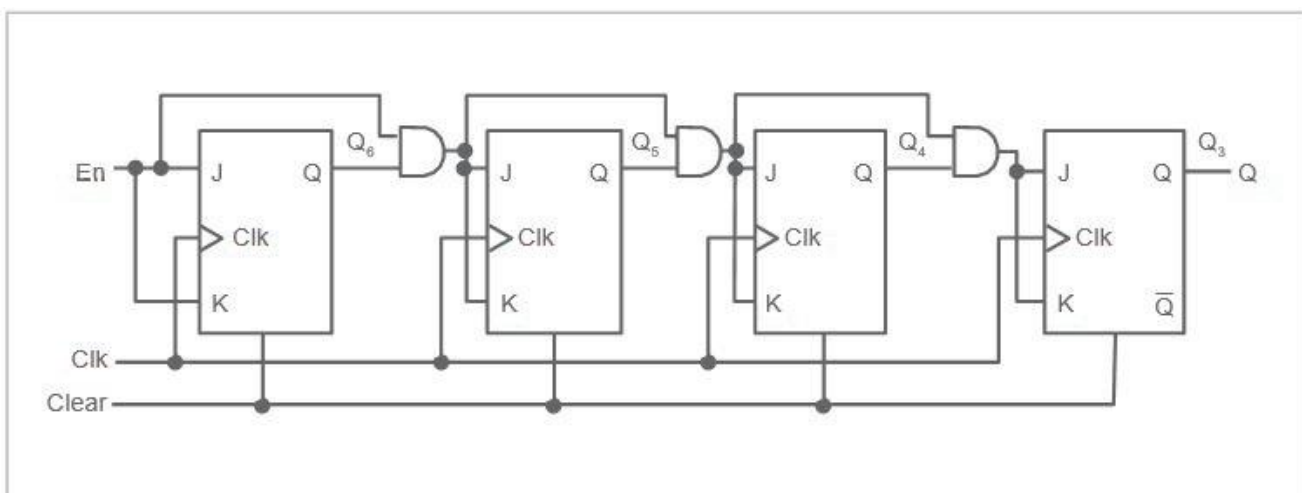 Q₆ Q₅ Q₄ Q₃
En J Q J Q J Q J Q Q
Clk Clk Clk Clk
K K K K Q̅
Clk
Clear